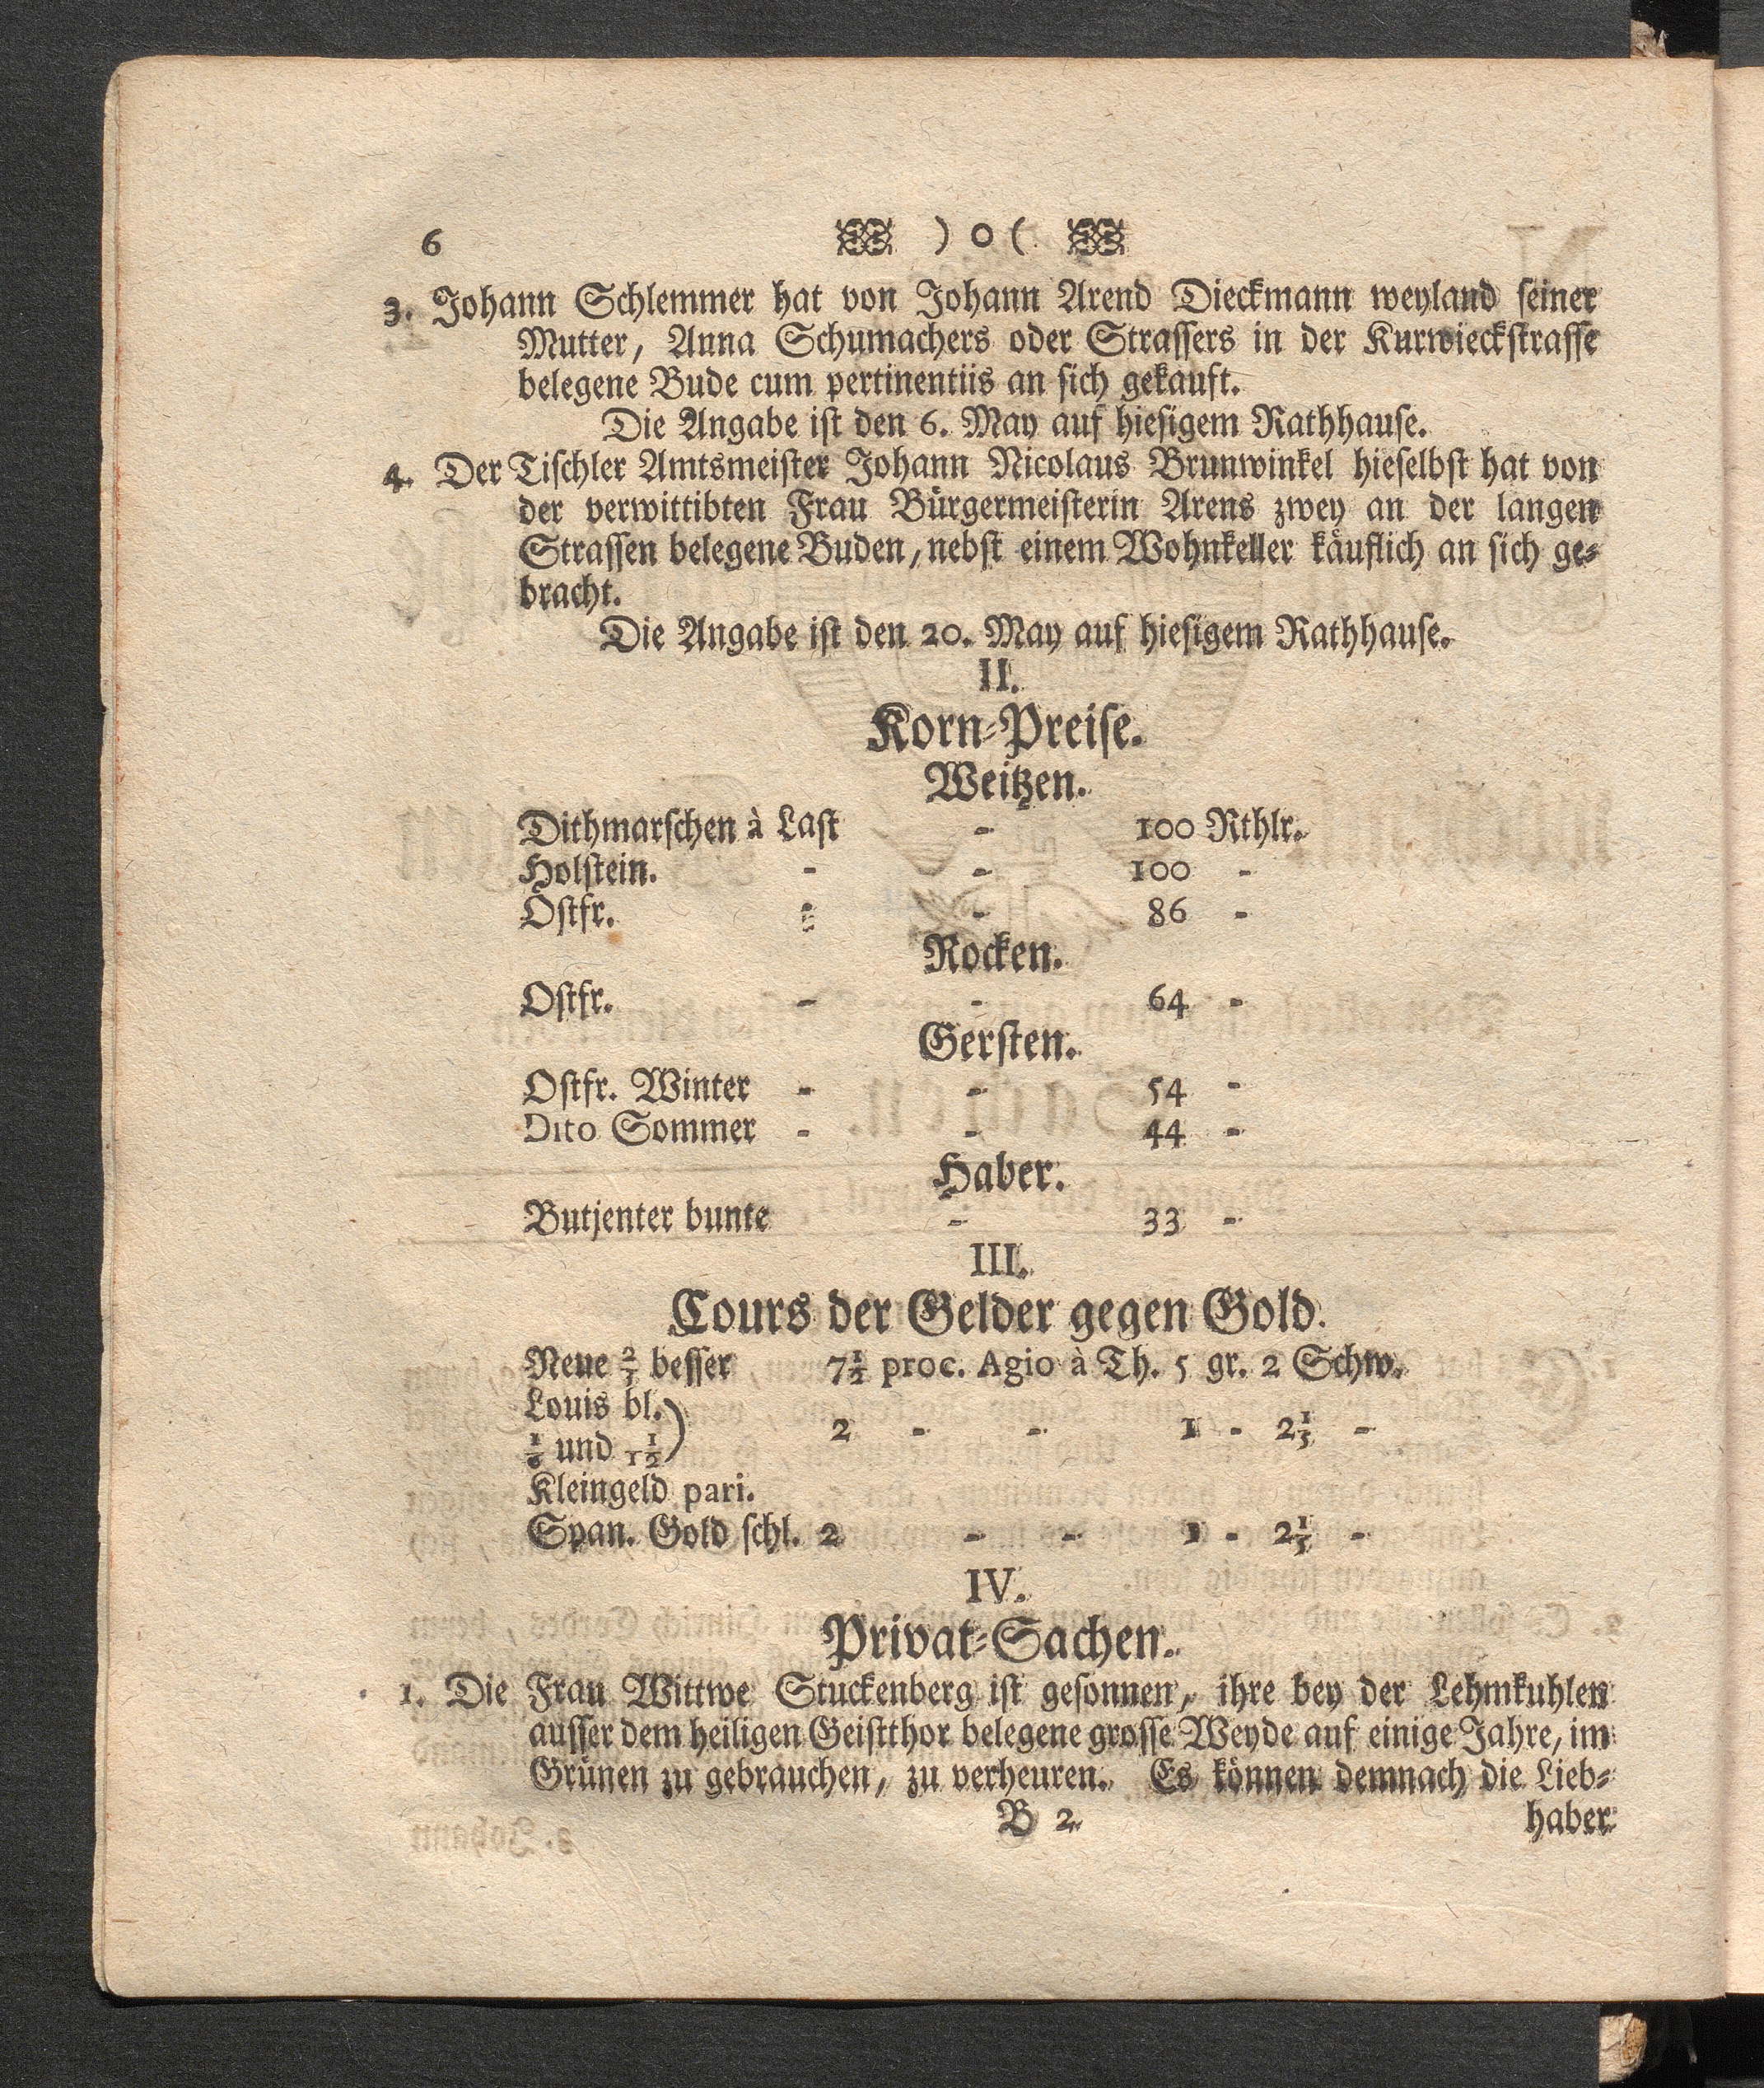 6 ) o (
3. Johann Schlemmer hat von Johann Arend Dieckmann weyland seiner
Mutter, Anna Schumachers oder Strassers in der Kurwieckstrasse
belegene Bude cum pertinentiis an sich gekauft.
Die Angabe ist den 6. May auf hiesigem Rathhause.
4. Der Tischler Amtsmeister Johann Nicolaus Brunwinkel hieselbst hat von
der verwittibten Frau Bürgermeisterin Arens zwey an der langen
Strassen belegene Buden, nebst einem Wohnkeller käuflich an sich ge-
bracht.
Die Angabe ist den 20. May auf hiesigem Rathhause.
II.
Korn-Preise.
Weitzen.
Dithmarschen à Last - 100 Rthlr.
Holstein. - - 100 -
Ostfr. - - 86 -
Rocken.
Ostfr. - - 64 -
Gersten.
Ostfr. Winter - - 54 -
Dito Sommer - - 44 -
Haber.
Butjenter bunte - 33 -
III.
Cours der Gelder gegen Gold.
Neue 2/3 besser 7 1/2 proc. Agio à Th. 5 gr. 2 Schw.
Louis bl.)
1/6 und 1/12) 2 - - 1 - 2 1/5 -
Kleingeld pari.
Span. Gold schl. 2 - - 1 - 2 1/5 -
IV.
Privat-Sachen.
1. Die Frau Wittwe Stuckenberg ist gesonnen, ihre bey der Lehmkuhlen
ausser dem heiligen Geistthor belegene grosse Weyde auf einige Jahre, im
Grünen zu gebrauchen, zu verheuren. Es können demnach die Lieb-
B 2 haber